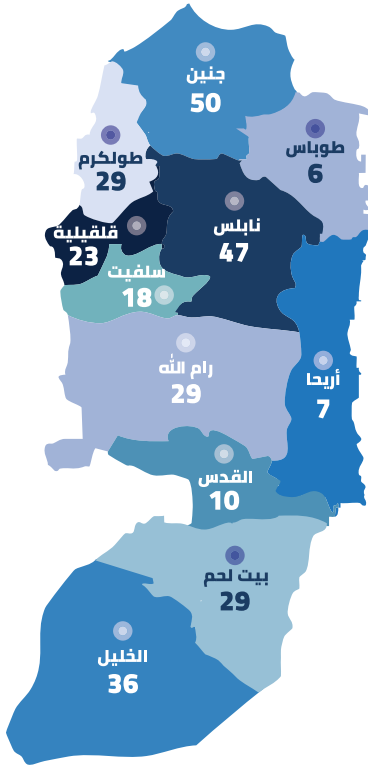 جنين
50
طوباس
6
طولكرم
29
نابلس
47
قلقيلية
23
سلفيت
18
رام الله
29
أريحا
7
القدس
10
بيت لحم
29
الخليل
36